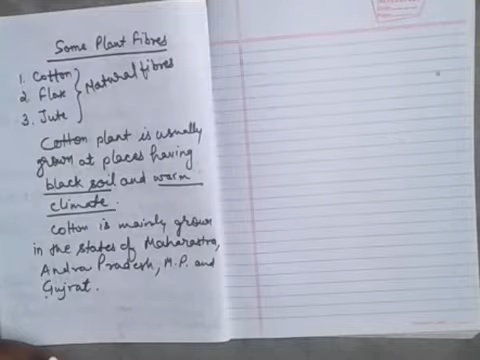 Some Plant Fibres
1. Cotton
2. Flax
3. Jute
Natural fibres
Cotton plant is usually
grown at places having
black soil and warm
climate.
Cotton is mainly grown
in the states of Maharastra,
Andra Pradesh, M.P. and
Gujrat.